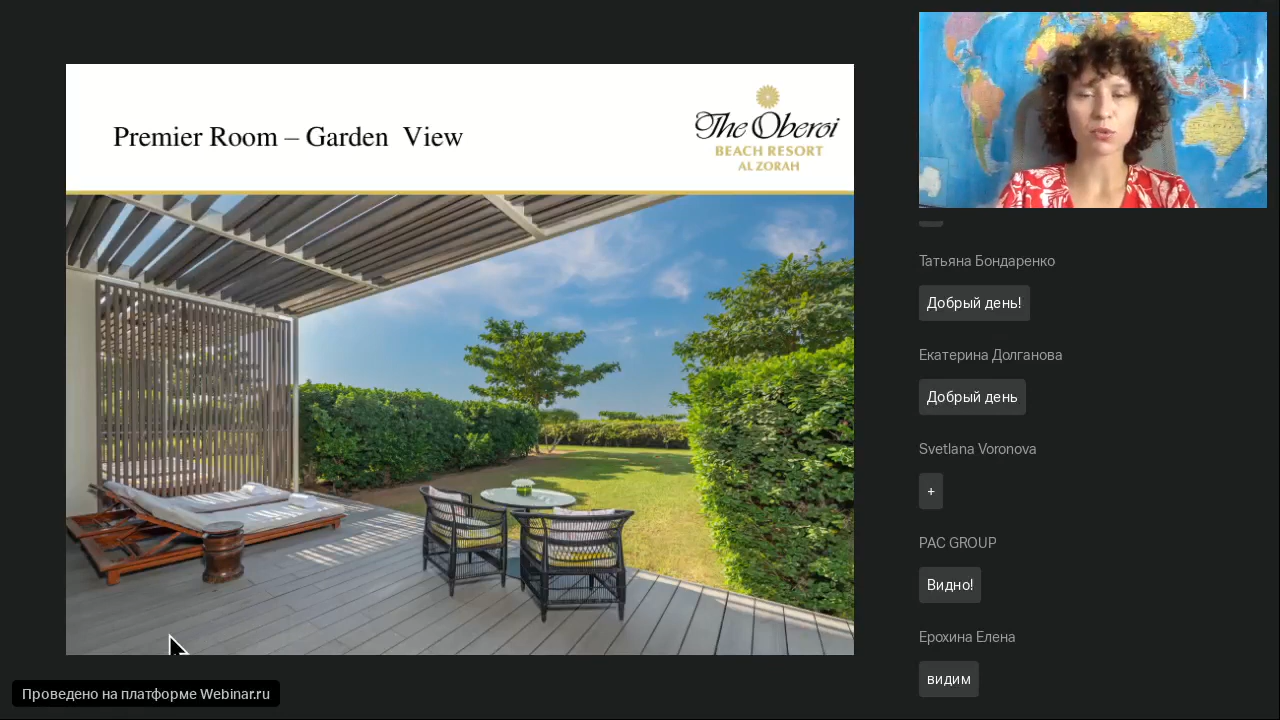 Premier Room – Garden View
The Oberoi
BEACH RESORT
AL ZORAH
Татьяна Бондаренко
Добрый день!
Екатерина Долганова
Добрый день
Svetlana Voronova
+
PAC GROUP
Видно!
Ерохина Елена
видим
Проведено на платформе Webinar.ru